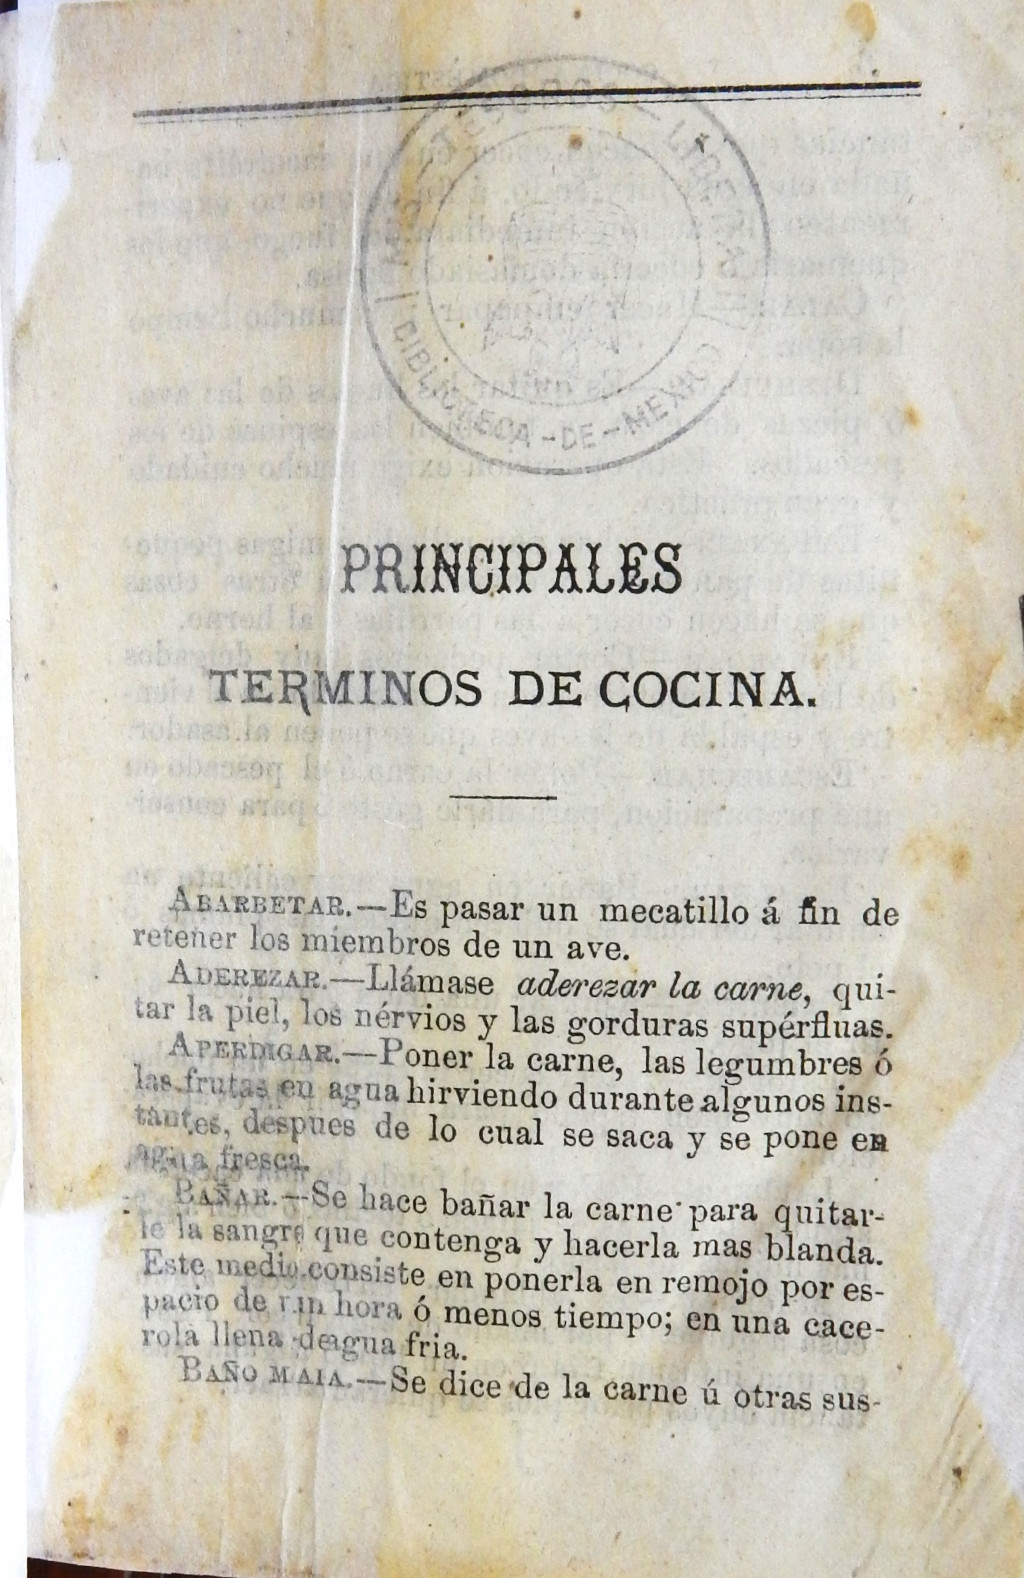 BIBLIOTECA-DE-MEXICO
PRINCIPALES
TERMINOS DE COCINA.
ABARBETAR.—Es pasar un mecatillo á fin de
retener los miembros de un ave.
ADEREZAR.—Llámase aderezar la carne, qui-
tar la piel, los nérvios y las gorduras supérfluas.
APERDIGAR.—Poner la carne, las legumbres ó
las frutas en agua hirviendo durante algunos ins-
tantes, despues de lo cual se saca y se pone en
agua fresca.
BAÑAR.—Se hace bañar la carne para quitar-
le la sangre que contenga y hacerla mas blanda.
Este medio consiste en ponerla en remojo por es-
pacio de un hora ó menos tiempo; en una cace-
rola llena de agua fria.
BAÑO MAIA.—Se dice de la carne ú otras sus-